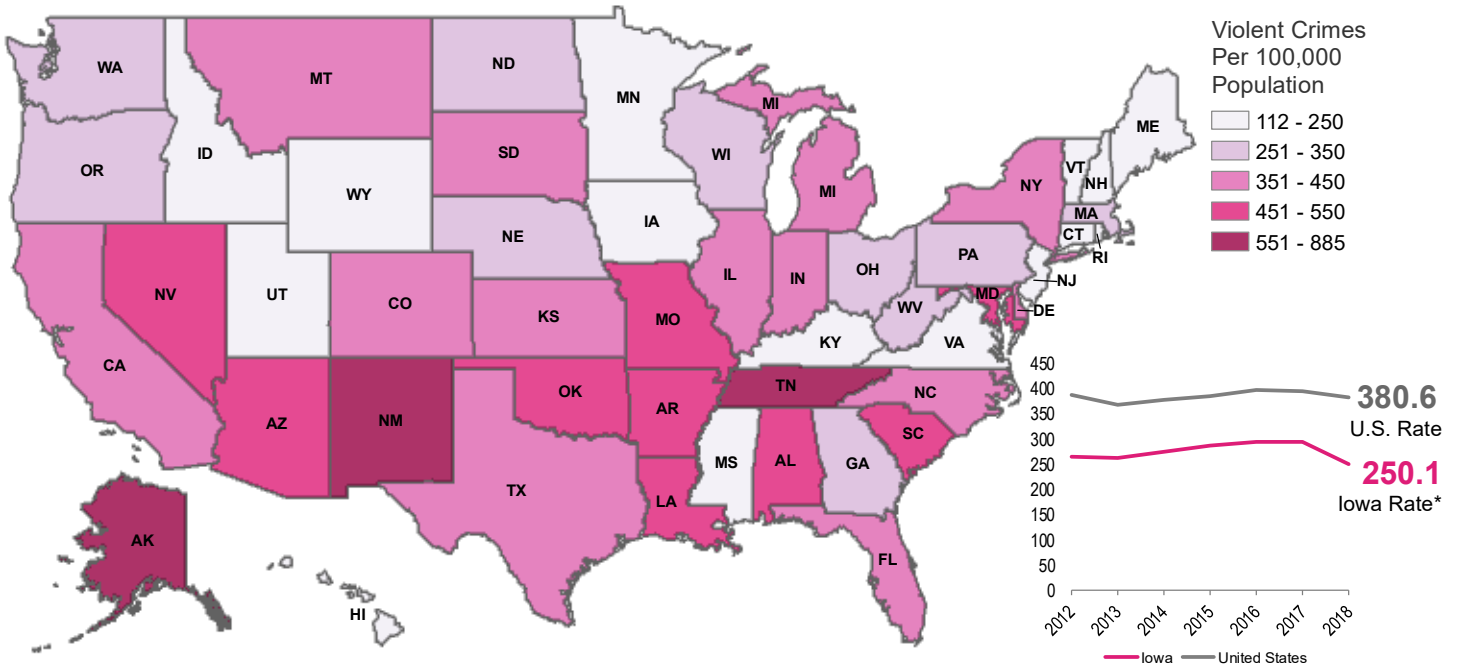 Violent Crimes
Per 100,000
Population
112 - 250
251 - 350
351 - 450
451 - 550
551 - 885
WA
MT
ND
MN
MI
ME
OR
ID
SD
WI
WY
MI
NY
VT
NH
MA
CT
RI
IA
NE
PA
NJ
NV
UT
CO
KS
MO
IL
IN
OH
WV
MD
DE
CA
KY
VA
AZ
NM
OK
AR
TN
NC
SC
MS
AL
GA
TX
LA
FL
AK
HI
450
400
350
300
250
200
150
100
50
0
2012
2013
2014
2015
2016
2017
2018
380.6
U.S. Rate
250.1
Iowa Rate*
Iowa United States